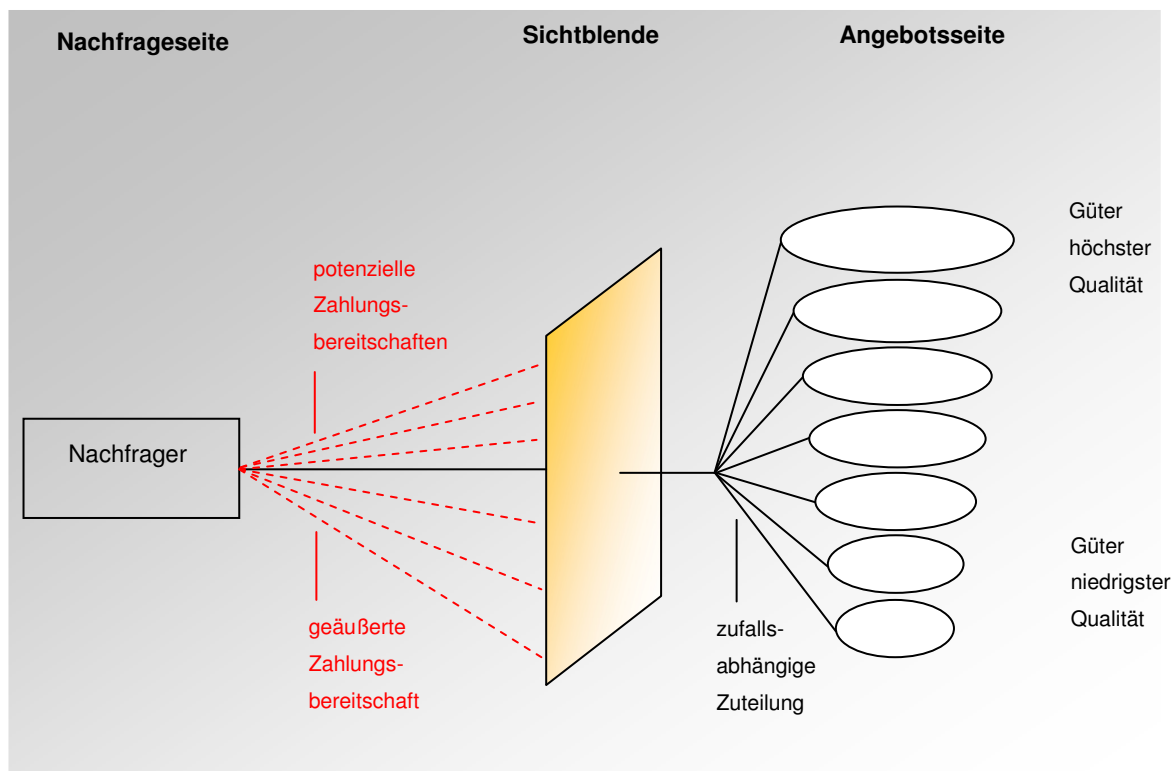 Nachfrageseite
Sichtblende
Angebotsseite
Güter
höchster
Qualität
potenzielle
Zahlungs-
bereitschaften
Nachfrager
geäußerte
Zahlungs-
bereitschaft
zufalls-
abhängige
Zuteilung
Güter
niedrigster
Qualität